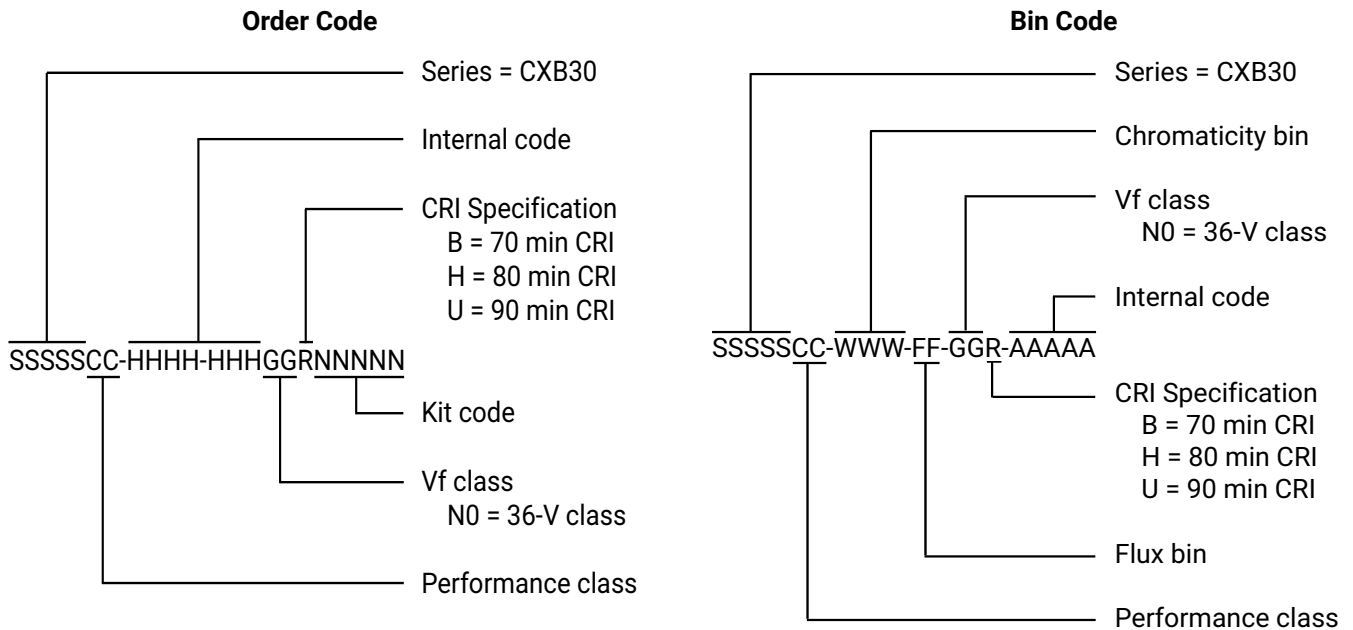 Order Code
Series = CXB30
Internal code
CRI Specification
B = 70 min CRI
H = 80 min CRI
U = 90 min CRI
SSSSSCC-HHHH-HHHGGRNNNNN
Kit code
Vf class
N0 = 36-V class
Performance class
Bin Code
Series = CXB30
Chromaticity bin
Vf class
N0 = 36-V class
Internal code
SSSSSCC-WWW-FF-GGR-AAAAA
CRI Specification
B = 70 min CRI
H = 80 min CRI
U = 90 min CRI
Flux bin
Performance class